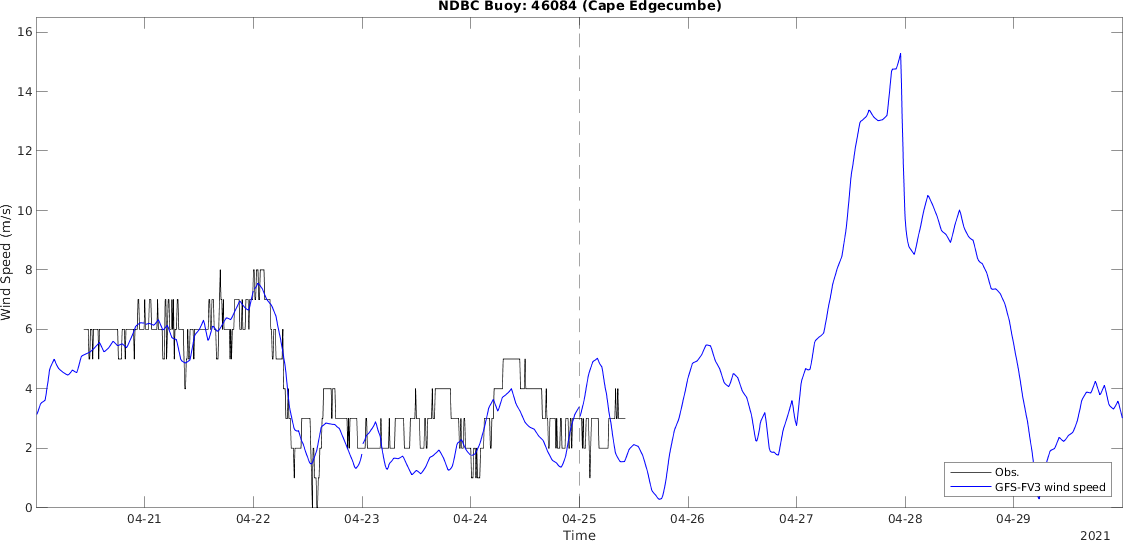 NDBC Buoy: 46084 (Cape Edgecumbe)
16
14
12
10
8
6
4
2
0
Wind Speed (m/s)
Obs.
GFS-FV3 wind speed
04-21 04-22 04-23 04-24 04-25 04-26 04-27 04-28 04-29
Time
2021